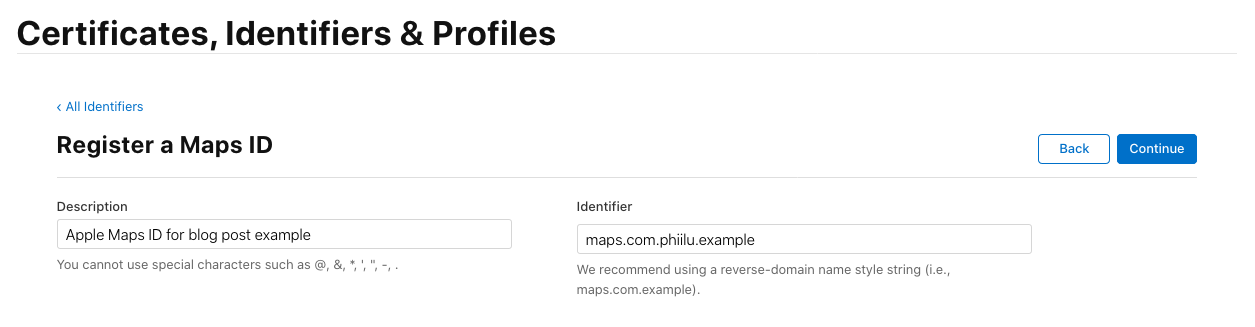 Certificates, Identifiers & Profiles
‹ All Identifiers
Register a Maps ID
Back
Continue
Description
Apple Maps ID for blog post example
You cannot use special characters such as @, &, *, ', ", -, .
Identifier
maps.com.phiilu.example
We recommend using a reverse-domain name style string (i.e.,
maps.com.example).